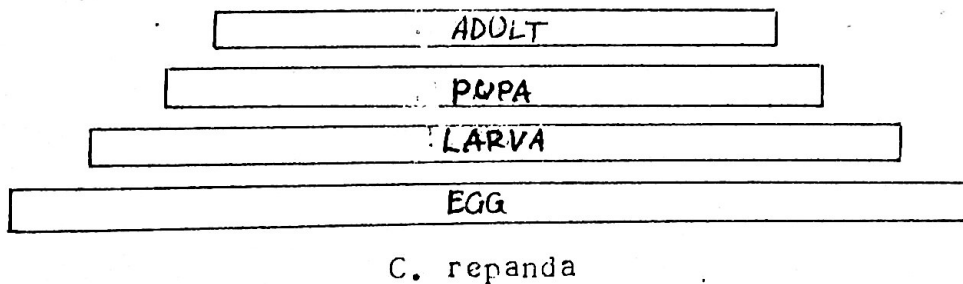 ADULT
PUPA
LARVA
EGG
C. repanda